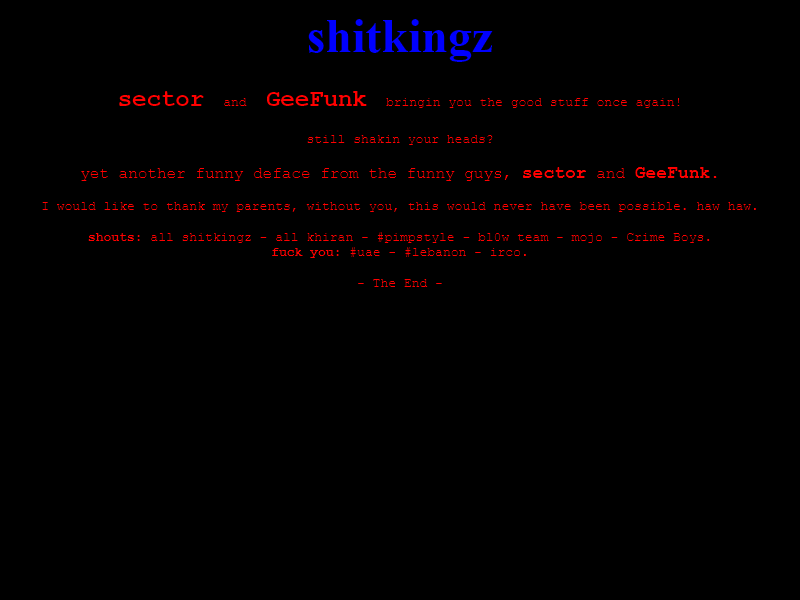 shitkingz
sector and GeeFunk bringin you the good stuff once again!
still shakin your heads?
yet another funny deface from the funny guys, sector and GeeFunk.
I would like to thank my parents, without you, this would never have been possible. haw haw.
shouts: all shitkingz - all khiran - #pimpstyle - bl0w team - mojo - Crime Boys.
fuck you: #uae - #lebanon - irco.
- The End -